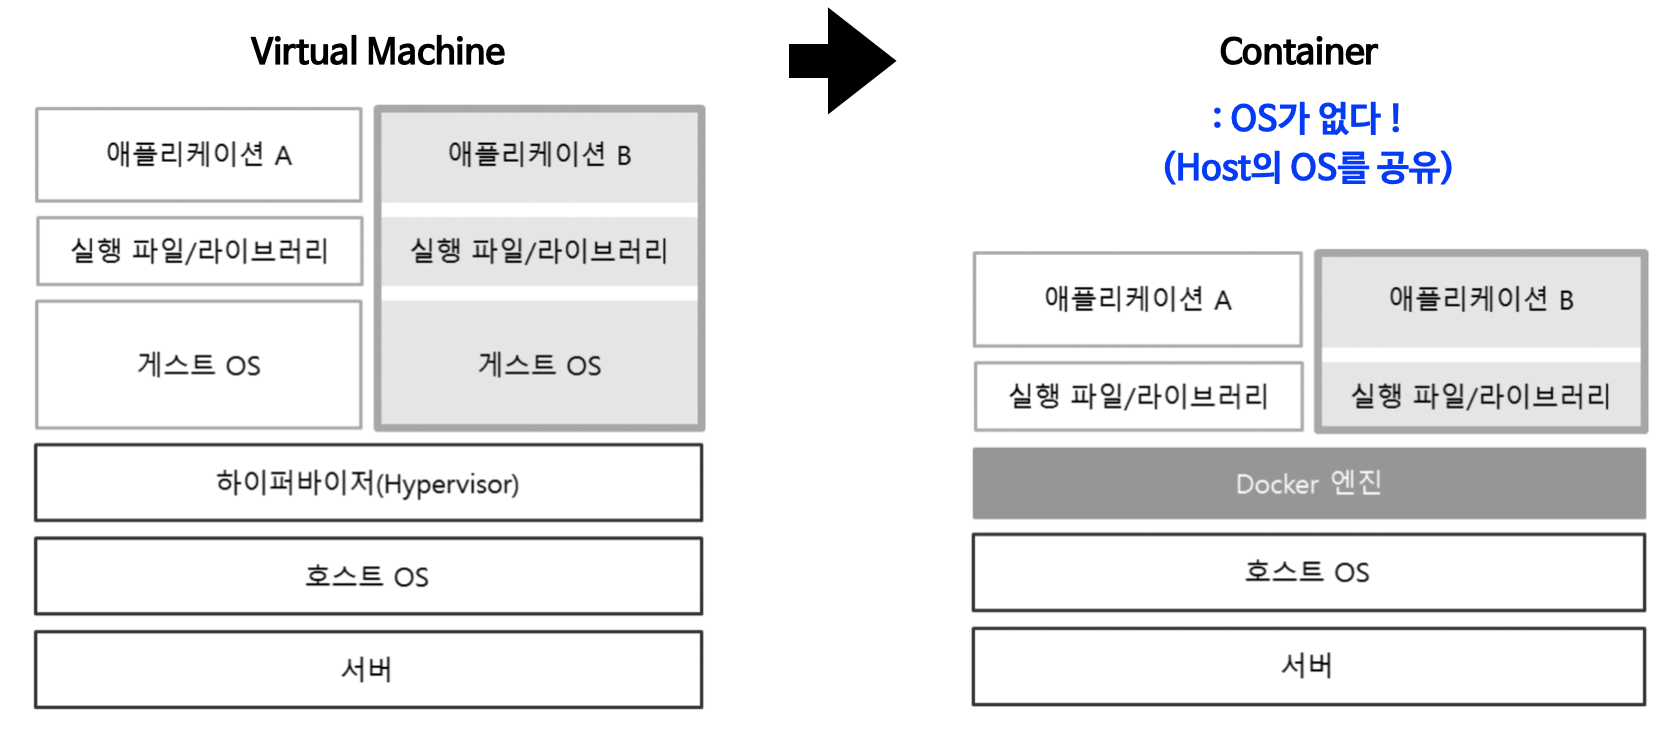 Virtual Machine
애플리케이션 A
애플리케이션 B
실행 파일/라이브러리
실행 파일/라이브러리
게스트 OS
게스트 OS
하이퍼바이저(Hypervisor)
호스트 OS
서버
Container
: OS가 없다 !
(Host의 OS를 공유)
애플리케이션 A
애플리케이션 B
실행 파일/라이브러리
실행 파일/라이브러리
Docker 엔진
호스트 OS
서버